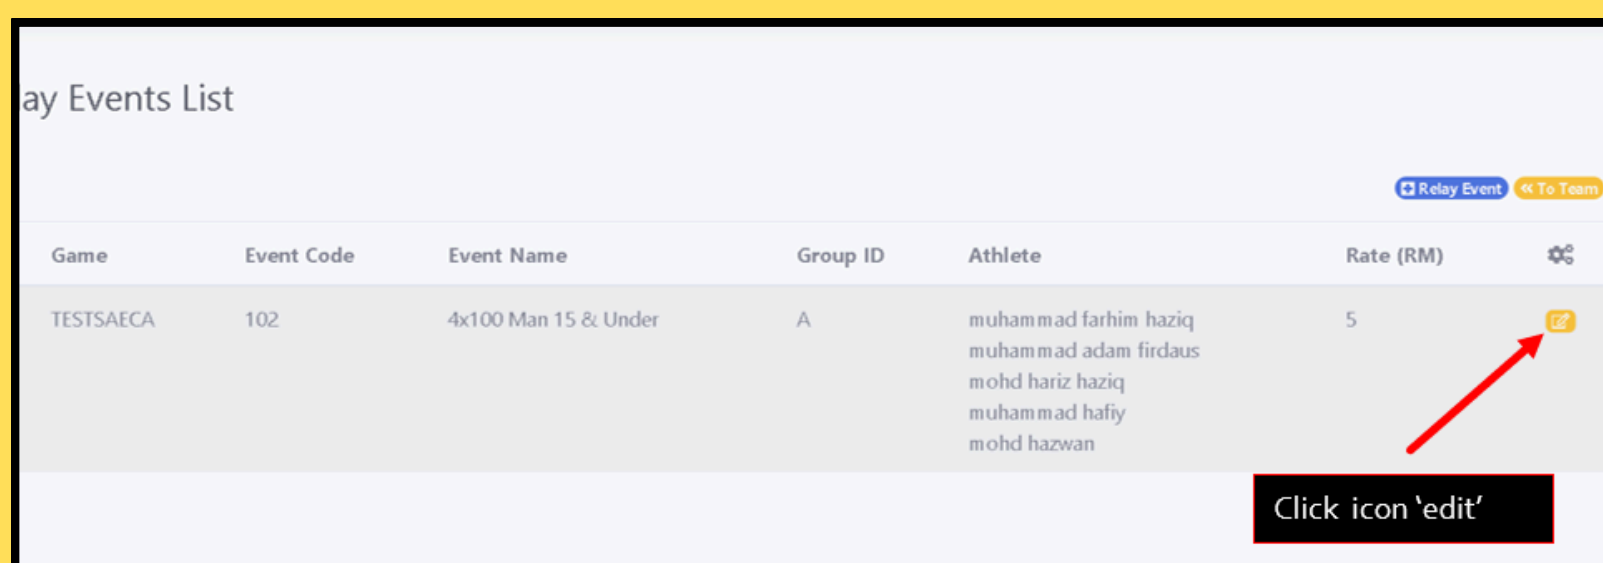 ay Events List
Relay Event To Team
Game Event Code Event Name Group ID Athlete Rate (RM)
TESTSAECA 102 4x100 Man 15 & Under A muhammad farhim haziq 5
muhammad adam firdaus
mohd hariz haziq
muhammad hafiy
mohd hazwan
Click icon 'edit'